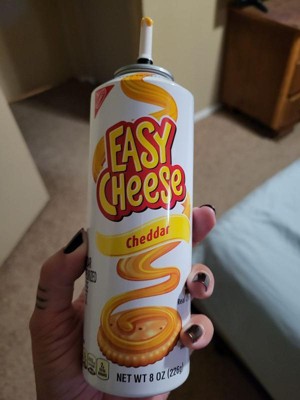 EASY
CHeeSe
Cheddar
NET WT 8 OZ (226g)